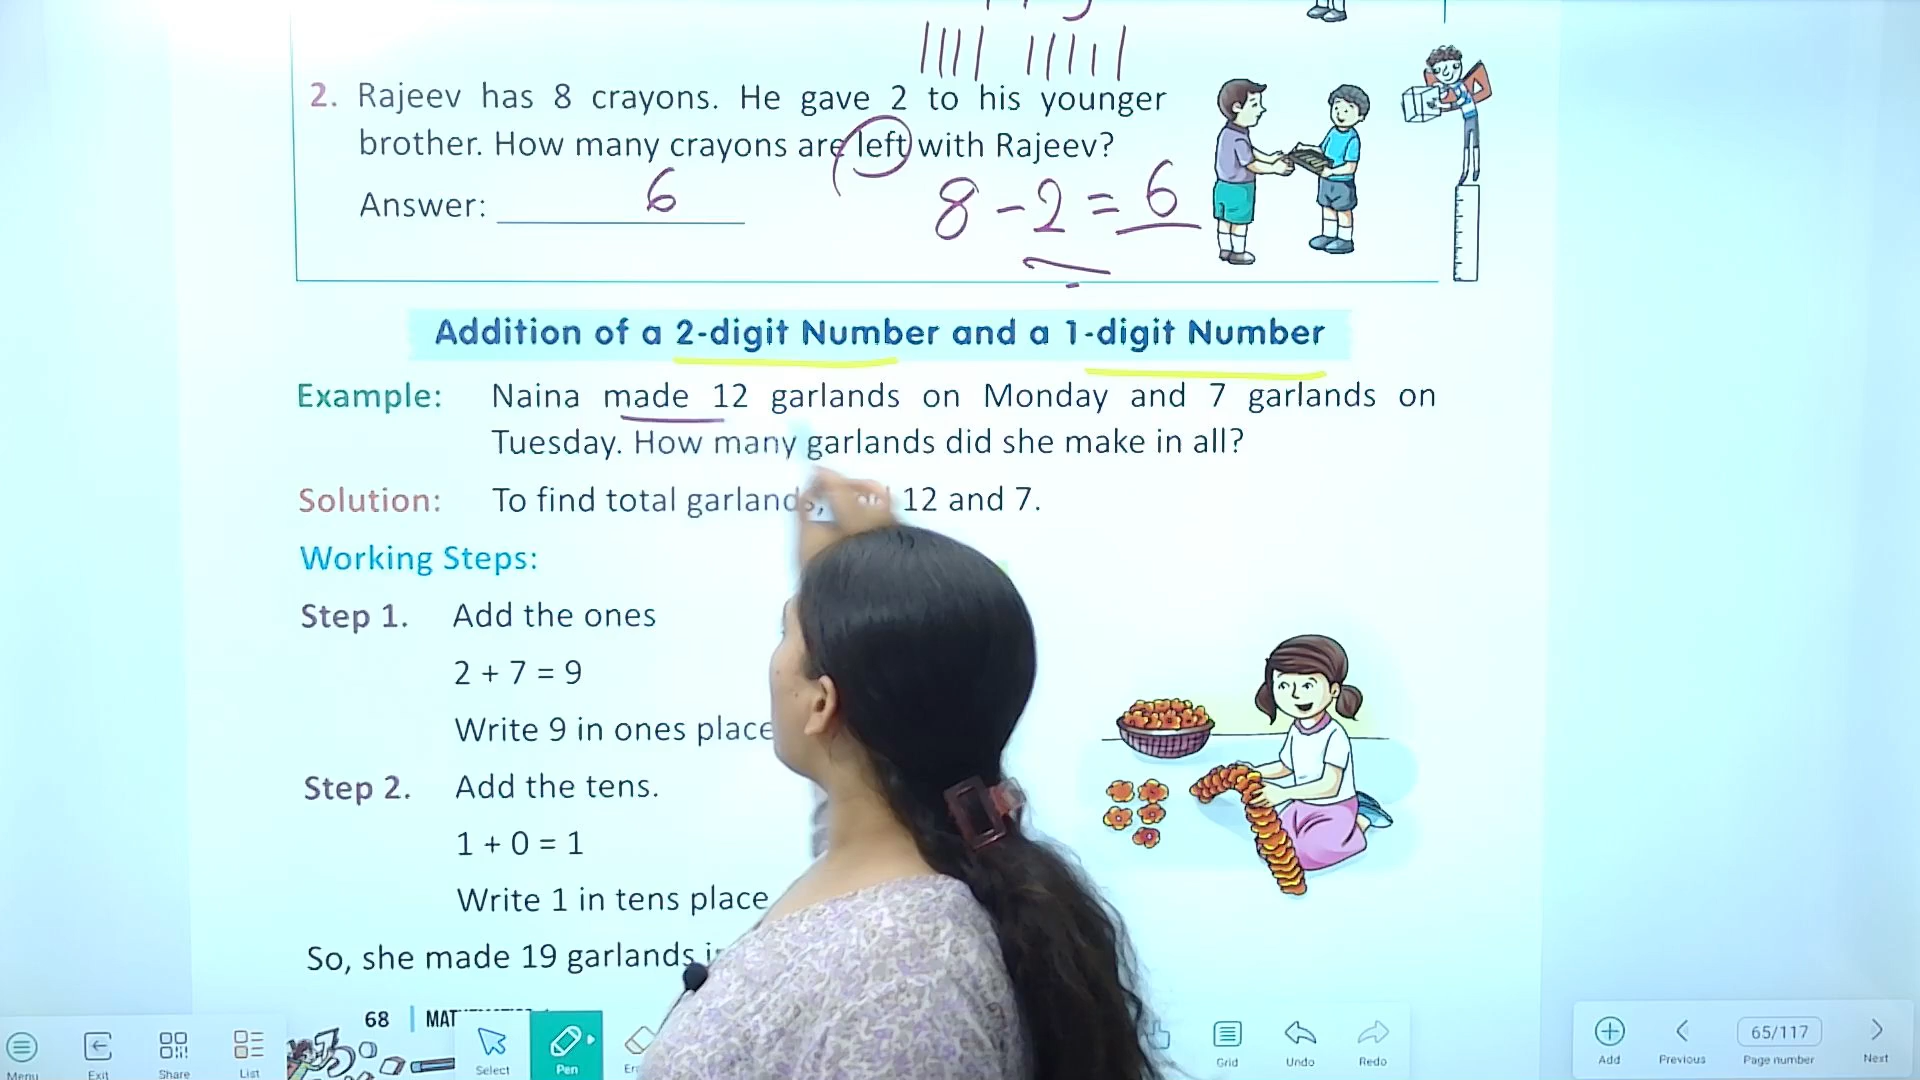 2. Rajeev has 8 crayons. He gave 2 to his younger
brother. How many crayons are left with Rajeev?
Answer: 6
8 - 2 = 6
Addition of a 2-digit Number and a 1-digit Number
Example: Naina made 12 garlands on Monday and 7 garlands on
Tuesday. How many garlands did she make in all?
Solution: To find total garlands, 12 and 7.
Working Steps:
Step 1. Add the ones
2 + 7 = 9
Write 9 in ones place
Step 2. Add the tens.
1 + 0 = 1
Write 1 in tens place
So, she made 19 garlands
68
Menu Exit Share List Select Pen Grid Undo Redo Add Previous 65/117 Page number Next